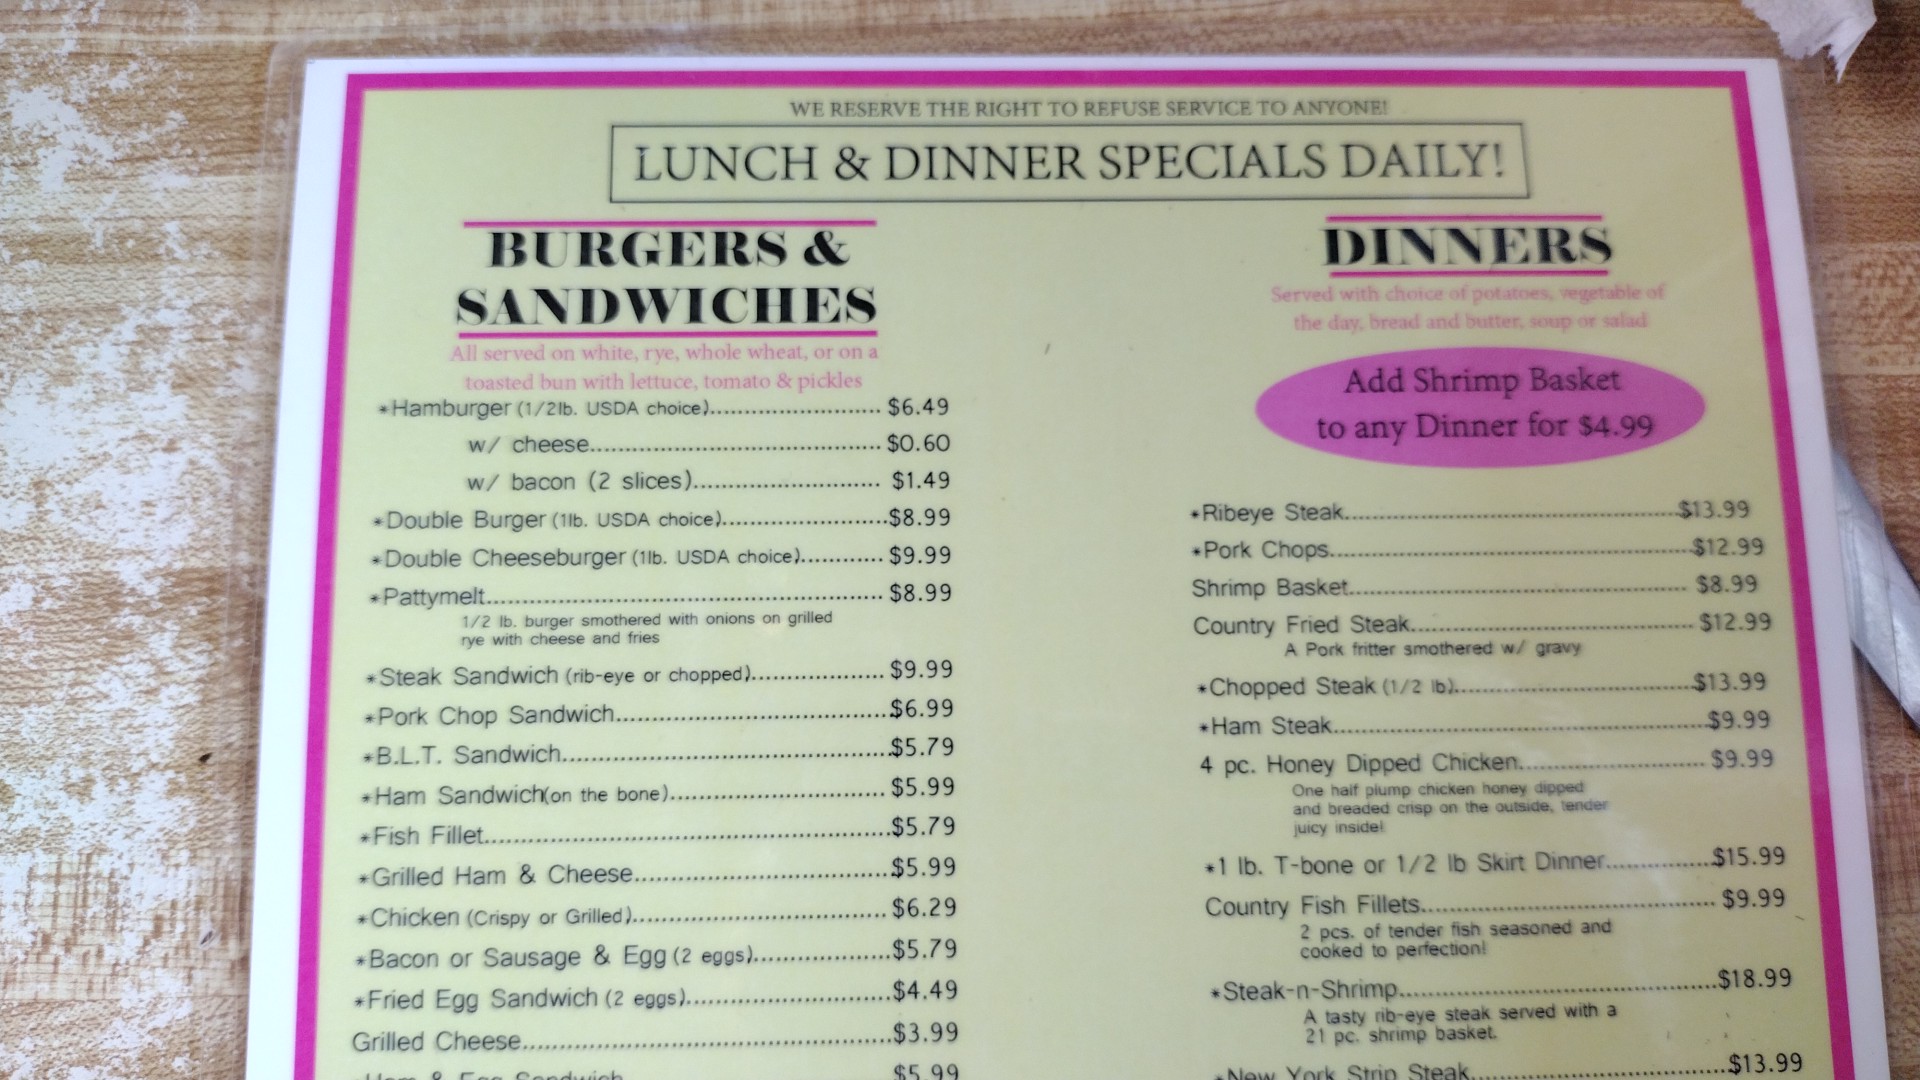 WE RESERVE THE RIGHT TO REFUSE SERVICE TO ANYONE!
LUNCH & DINNER SPECIALS DAILY!
BURGERS &
SANDWICHES
All served on white, rye, whole wheat, or on a
toasted bun with lettuce, tomato & pickles
*Hamburger (1/2lb. USDA choice).......................... $6.49
w/ cheese............................................ $0.60
w/ bacon (2 slices)............................ $1.49
*Double Burger (1lb. USDA choice).........................$8.99
*Double Cheeseburger (1lb. USDA choice)............ $9.99
*Pattymelt............................................................ $8.99
1/2 lb. burger smothered with onions on grilled
rye with cheese and fries
*Steak Sandwich (rib-eye or chopped).................... $9.99
*Pork Chop Sandwich.........................................$6.99
*B.L.T. Sandwich.................................................$5.79
*Ham Sandwich(on the bone)................................. $5.99
*Fish Fillet.............................................................$5.79
*Grilled Ham & Cheese......................................$5.99
*Chicken (Crispy or Grilled)...................................... $6.29
*Bacon or Sausage & Egg (2 eggs).....................$5.79
*Fried Egg Sandwich (2 eggs)...............................$4.49
Grilled Cheese.......................................................$3.99
Ham & Egg Sandwich $5.99
DINNERS
Served with choice of potatoes, vegetable of
the day, bread and butter, soup or salad
Add Shrimp Basket
to any Dinner for $4.99
*Ribeye Steak..................................................$13.99
*Pork Chops......................................................$12.99
Shrimp Basket................................................... $8.99
Country Fried Steak.......................................... $12.99
A Pork fritter smothered w/ gravy
*Chopped Steak (1/2 lb)....................................$13.99
*Ham Steak........................................................$9.99
4 pc. Honey Dipped Chicken............................ $9.99
One half plump chicken honey dipped
and breaded crisp on the outside, tender
juicy inside!
*1 lb. T-bone or 1/2 lb Skirt Dinner................$15.99
Country Fish Fillets............................................ $9.99
2 pcs. of tender fish seasoned and
cooked to perfection!
*Steak-n-Shrimp................................................$18.99
A tasty rib-eye steak served with a
21 pc. shrimp basket.
*New York Strip Steak.......................................$13.99